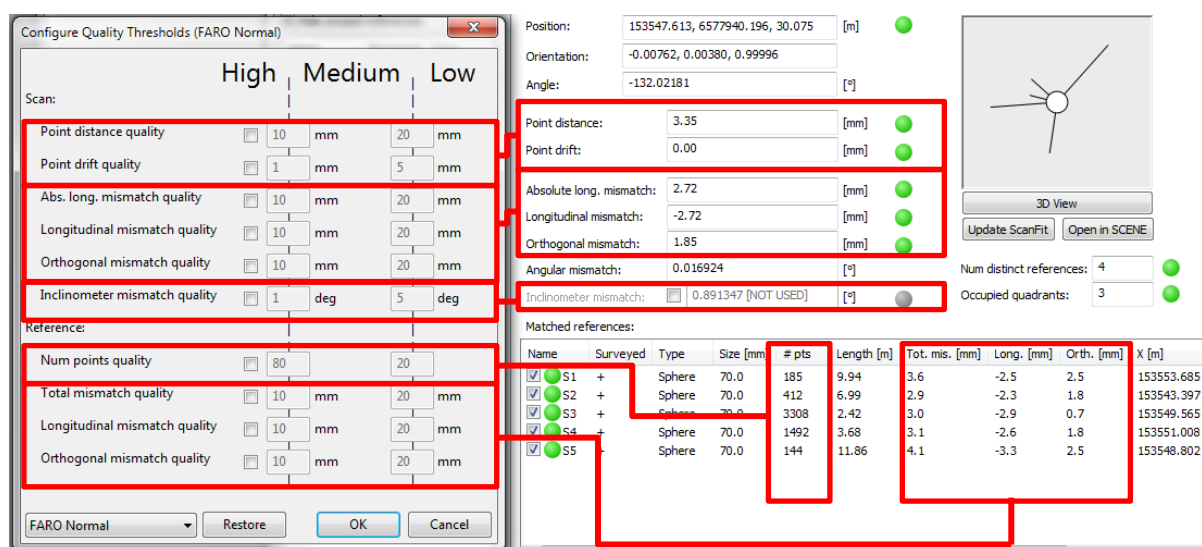 Configure Quality Thresholds (FARO Normal)
High Medium Low
Scan:
Point distance quality 10 mm 20 mm
Point drift quality 1 mm 5 mm
Abs. long. mismatch quality 10 mm 20 mm
Longitudinal mismatch quality 10 mm 20 mm
Orthogonal mismatch quality 10 mm 20 mm
Inclinometer mismatch quality 1 deg 5 deg
Reference:
Num points quality 80 20
Total mismatch quality 10 mm 20 mm
Longitudinal mismatch quality 10 mm 20 mm
Orthogonal mismatch quality 10 mm 20 mm
FARO Normal Restore OK Cancel
Position: 153547.613, 6577940.196, 30.075 [m]
Orientation: -0.00762, 0.00380, 0.99996
Angle: -132.02181 [°]
Point distance: 3.35 [mm]
Point drift: 0.00 [mm]
Absolute long. mismatch: 2.72 [mm]
Longitudinal mismatch: -2.72 [mm]
Orthogonal mismatch: 1.85 [mm]
Angular mismatch: 0.016924 [°]
Inclinometer mismatch: 0.891347 [NOT USED] [°]
3D View
Update ScanFit Open in SCENE
Num distinct references: 4
Occupied quadrants: 3
Matched references:
Name Surveyed Type Size [mm] # pts Length [m] Tot. mis. [mm] Long. [mm] Orth. [mm] X [m]
S1 + Sphere 70.0 185 9.94 3.6 -2.5 2.5 153553.685
S2 + Sphere 70.0 412 6.99 2.9 -2.3 1.8 153543.397
S3 + Sphere 70.0 3308 2.42 3.0 -2.9 0.7 153549.565
S4 + Sphere 70.0 1492 3.68 3.1 -2.6 1.8 153551.008
S5 + Sphere 70.0 144 11.86 4.1 -3.3 2.5 153548.802